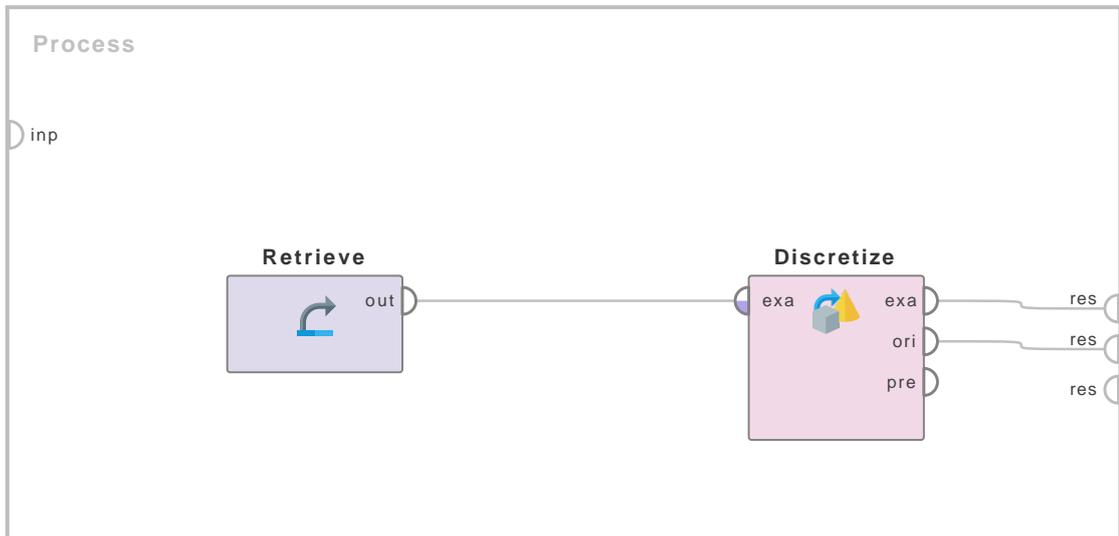 Process
inp
Retrieve
out
Discretize
exa
exa
ori
pre
res
res
res